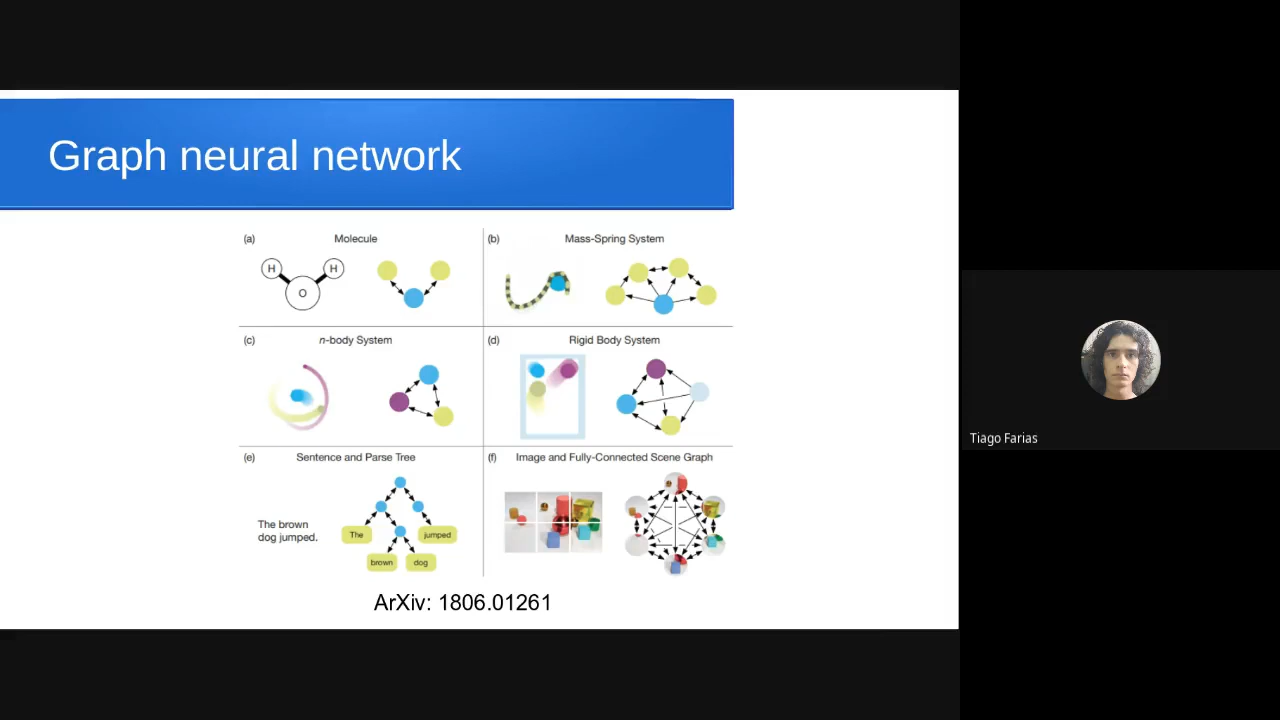 Graph neural network
(a) Molecule
H H
O
(b) Mass-Spring System
(c) n-body System
(d) Rigid Body System
(e) Sentence and Parse Tree
The brown
dog jumped.
The jumped
brown dog
(f) Image and Fully-Connected Scene Graph
ArXiv: 1806.01261
Tiago Farias